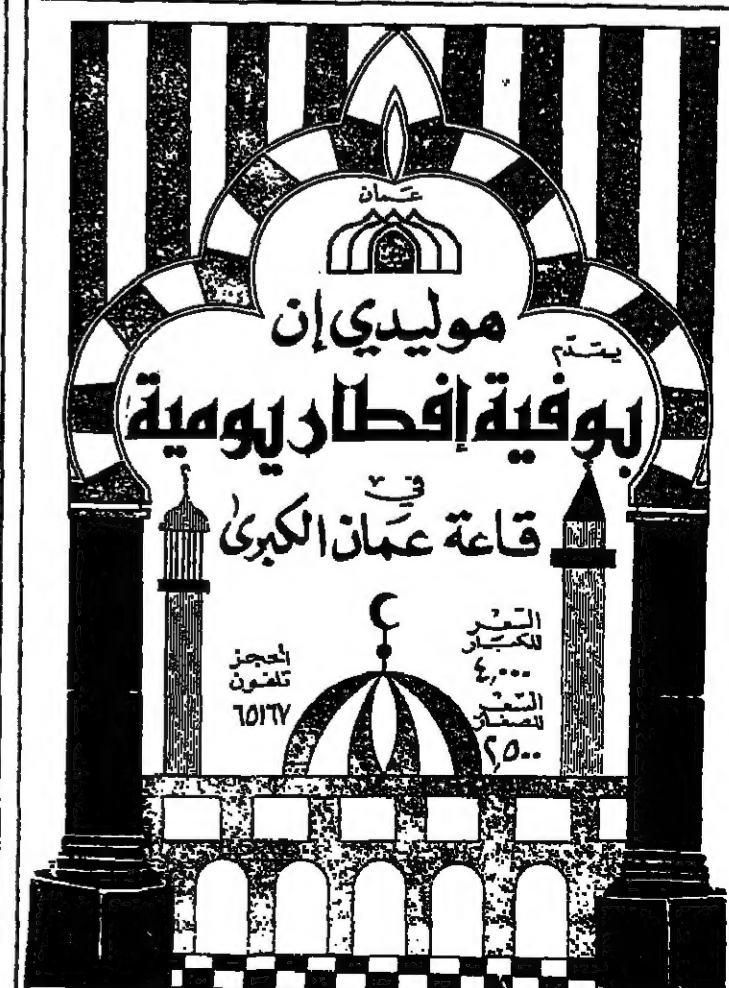 عمان
هوليدي إن
يقدم
بوفية إفطار يومية
في
قاعة عمان الكبرى
السعر
للكبار
٤,٠٠٠
السعر
للصغار
٢,٥٠٠
الحجز
تلفون
٦٥١٦٧